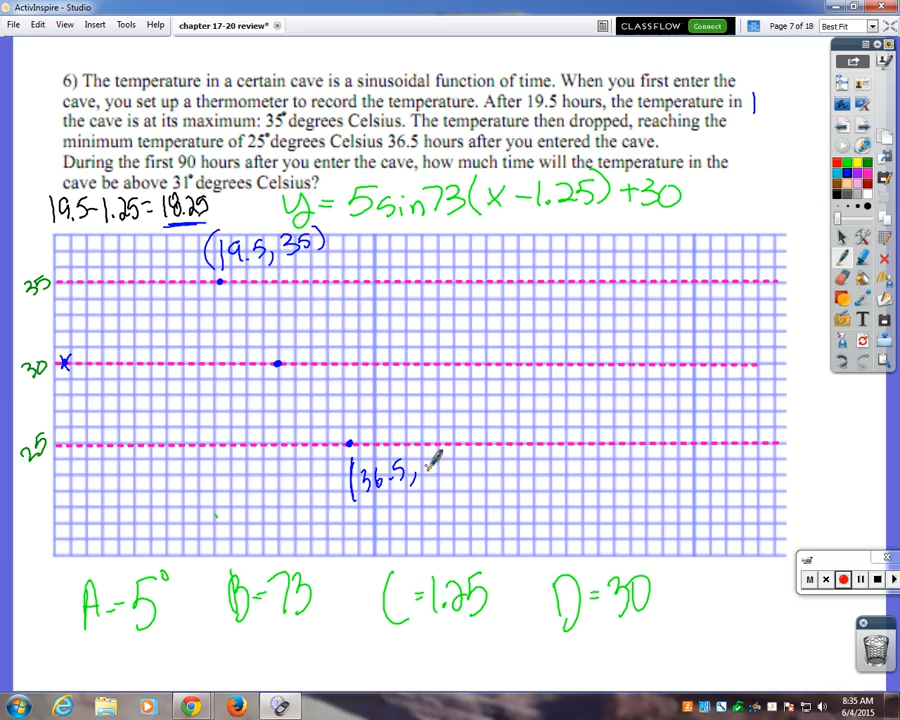 ActivInspire - Studio
File Edit View Insert Tools Help
chapter 17-20 review*
CLASSFLOW Connect
Page 7 of 18
Best Fit
6) The temperature in a certain cave is a sinusoidal function of time. When you first enter the
cave, you set up a thermometer to record the temperature. After 19.5 hours, the temperature in
the cave is at its maximum: 35° degrees Celsius. The temperature then dropped, reaching the
minimum temperature of 25° degrees Celsius 36.5 hours after you entered the cave.
During the first 90 hours after you enter the cave, how much time will the temperature in the
cave be above 31° degrees Celsius?
19.5-1.25=18.25
y = 5sin73(x-1.25)+30
(19.5, 35)
35
30
25
(36.5,
A=5° B=73 C=1.25 D=30
M
8:35 AM
6/4/2015